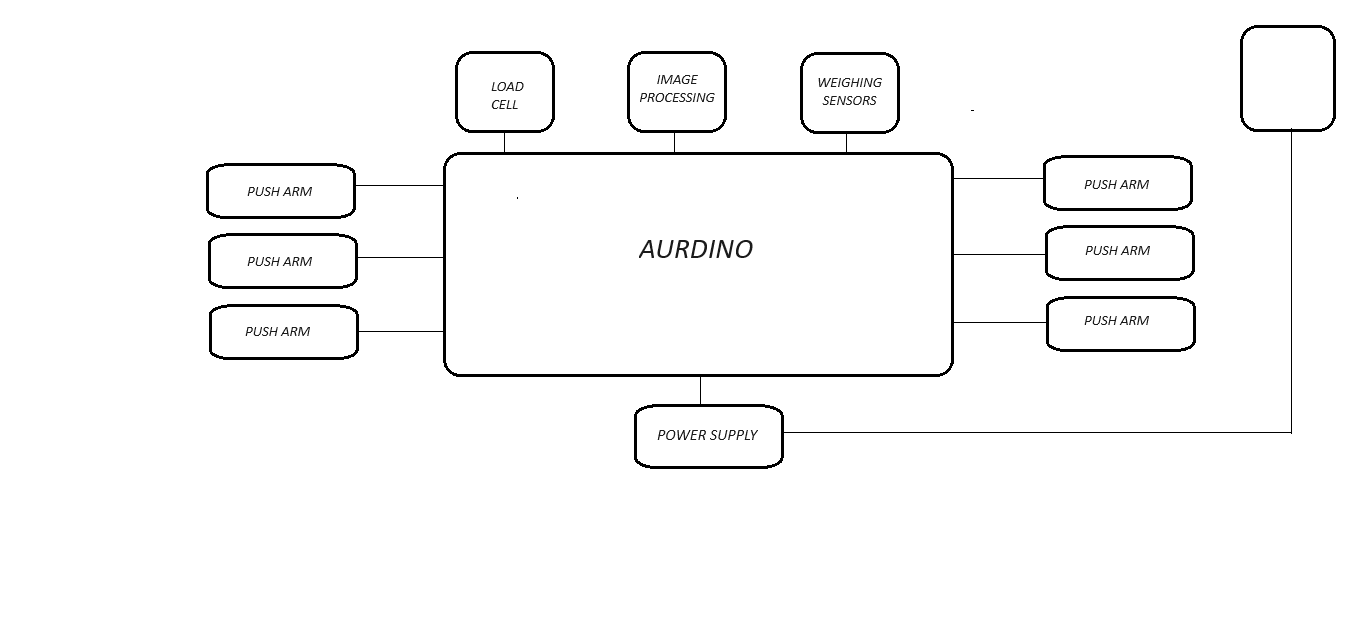 LOAD
CELL
IMAGE
PROCESSING
WEIGHING
SENSORS
PUSH ARM
PUSH ARM
PUSH ARM
AURDINO
PUSH ARM
PUSH ARM
PUSH ARM
POWER SUPPLY